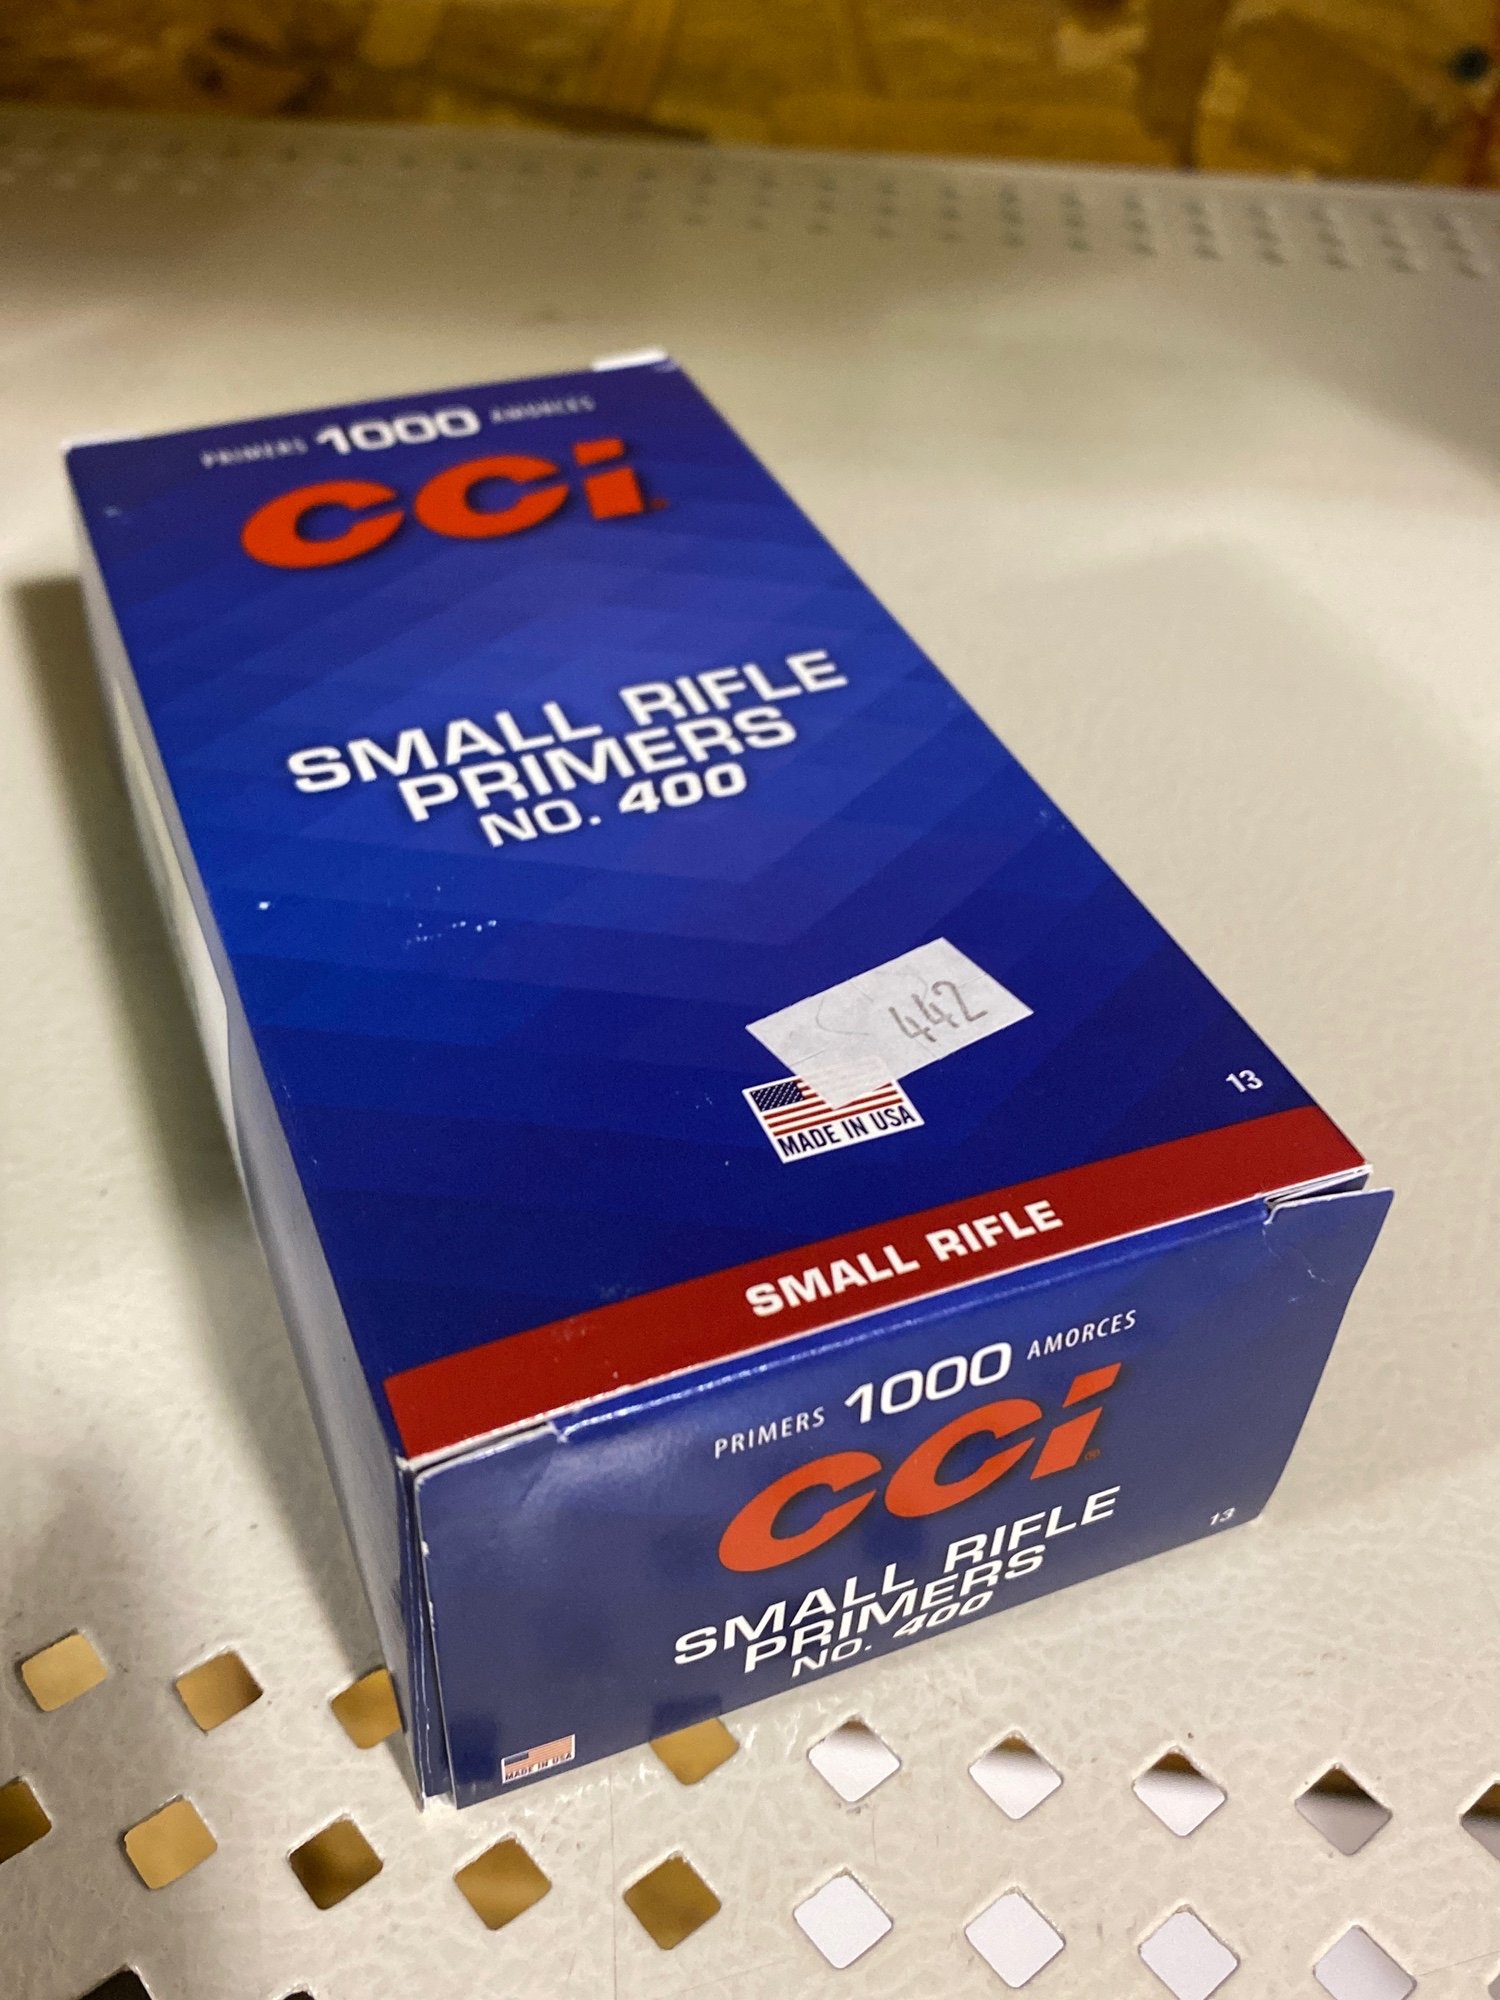 PRIMERS 1000 AMORCES
CCI
SMALL RIFLE
PRIMERS
NO. 400
442
MADE IN USA
13
SMALL RIFLE
PRIMERS 1000 AMORCES
CCI®
SMALL RIFLE
PRIMERS
NO. 400
13
MADE IN USA